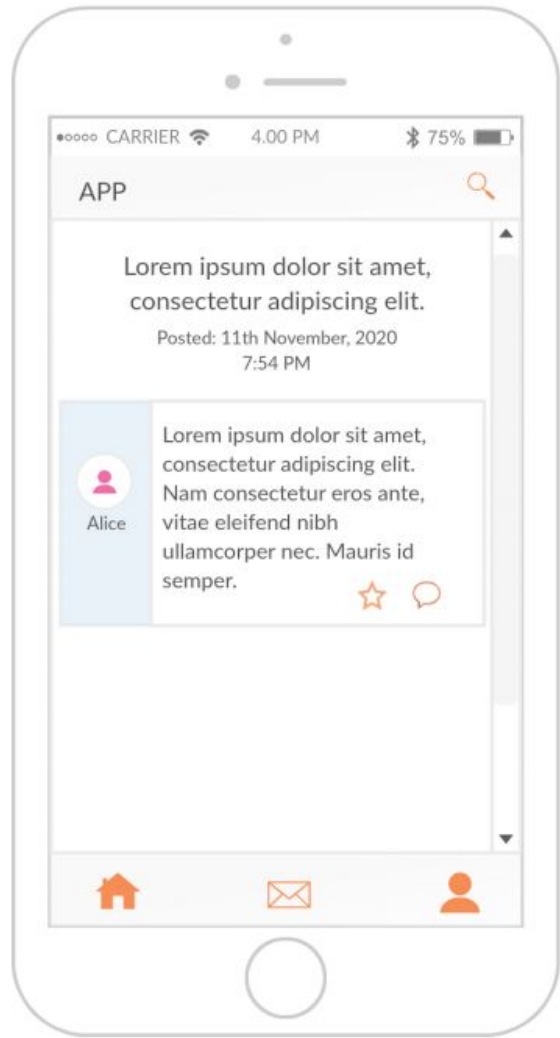 CARRIER 4.00 PM 75%
APP
Lorem ipsum dolor sit amet,
consectetur adipiscing elit.
Posted: 11th November, 2020
7:54 PM
Lorem ipsum dolor sit amet,
consectetur adipiscing elit.
Nam consectetur eros ante,
vitae eleifend nibh
ullamcorper nec. Mauris id
semper.
Alice